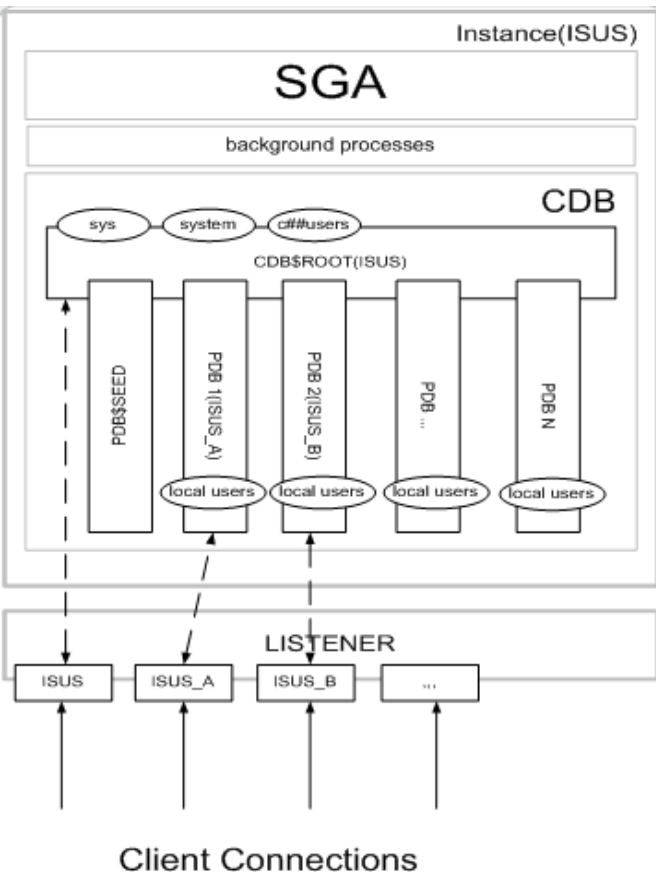 Instance(ISUS)
SGA
background processes
CDB
sys
system
c##users
CDB$ROOT(ISUS)
PDB$SEED
PDB 1(ISUS_A)
PDB 2(ISUS_B)
PDB ...
PDB N
local users
local users
local users
local users
LISTENER
ISUS
ISUS_A
ISUS_B
...
Client Connections